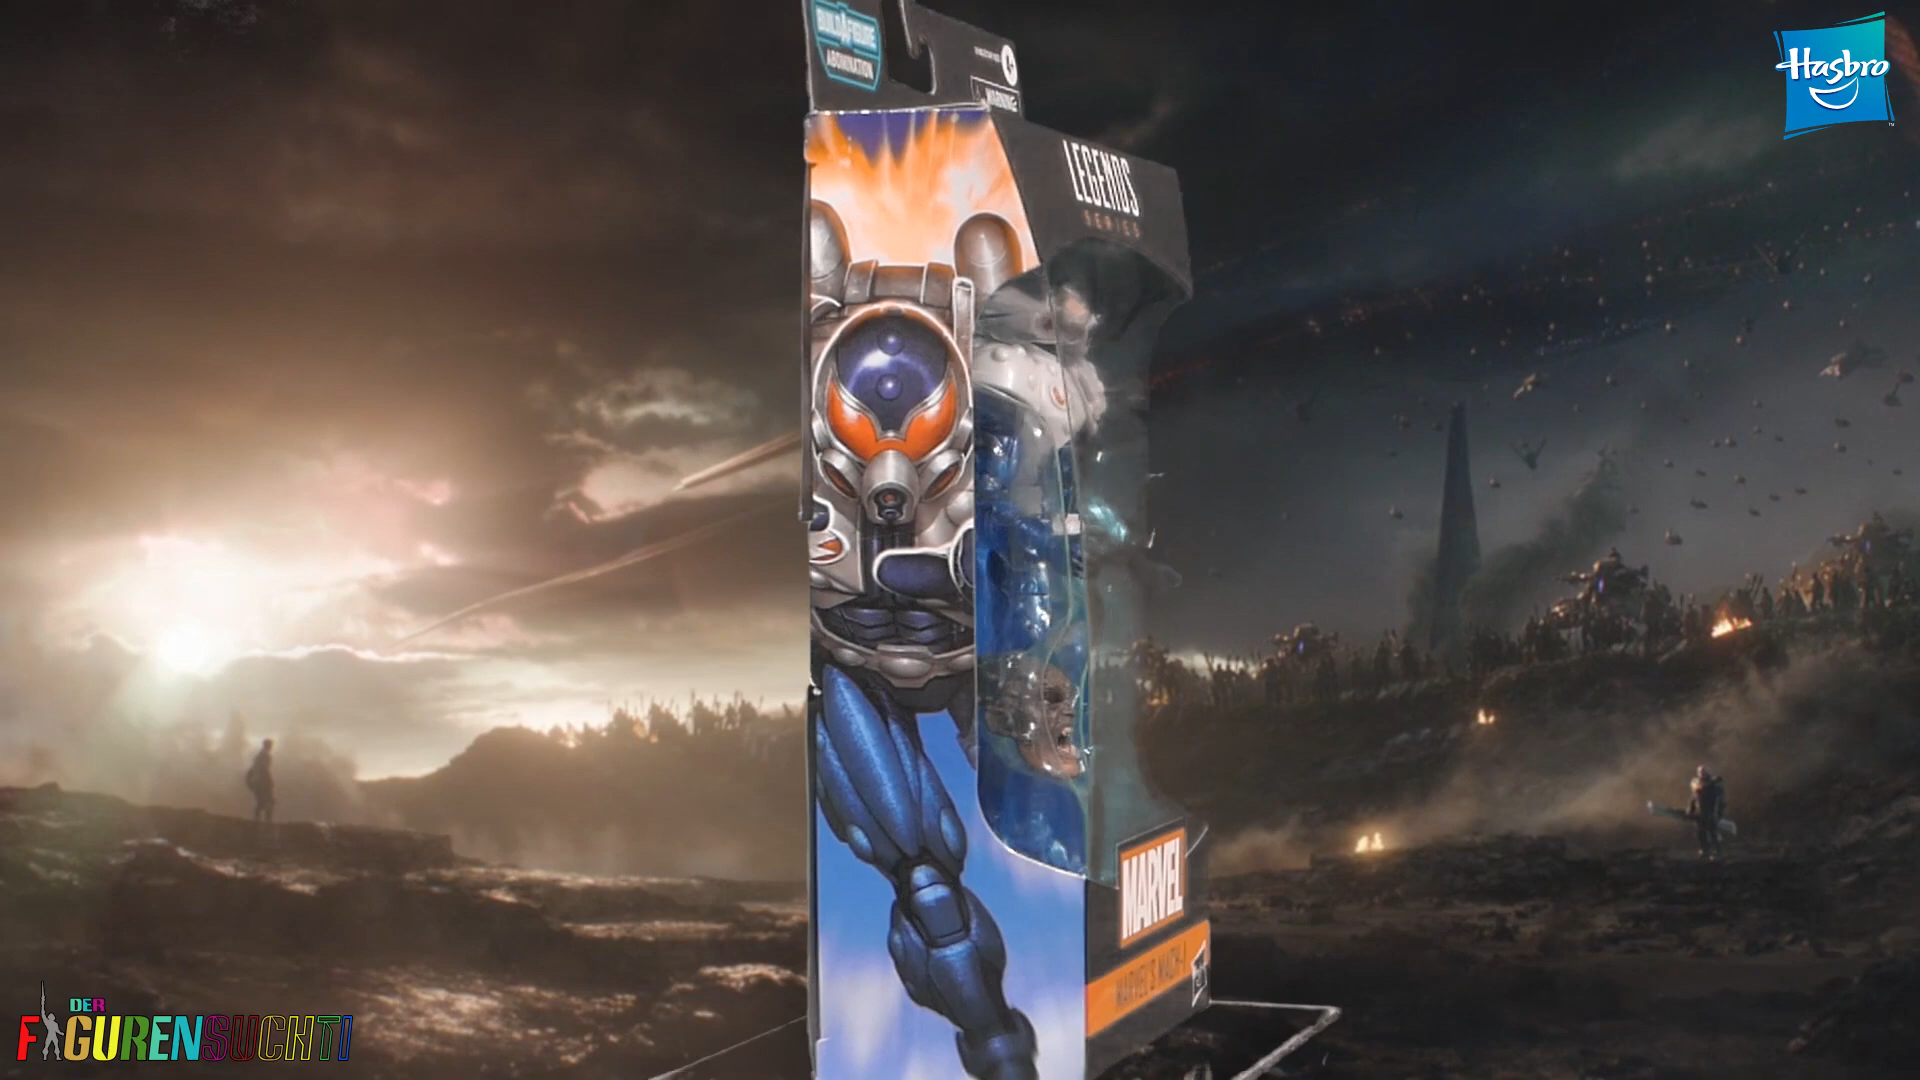 BUILD A FIGURE
ABOMINATION
WARNING:
LEGENDS
SERIES
MARVEL
MARVEL'S MACH-I
Hasbro
DER
FIGURENSUCHTI